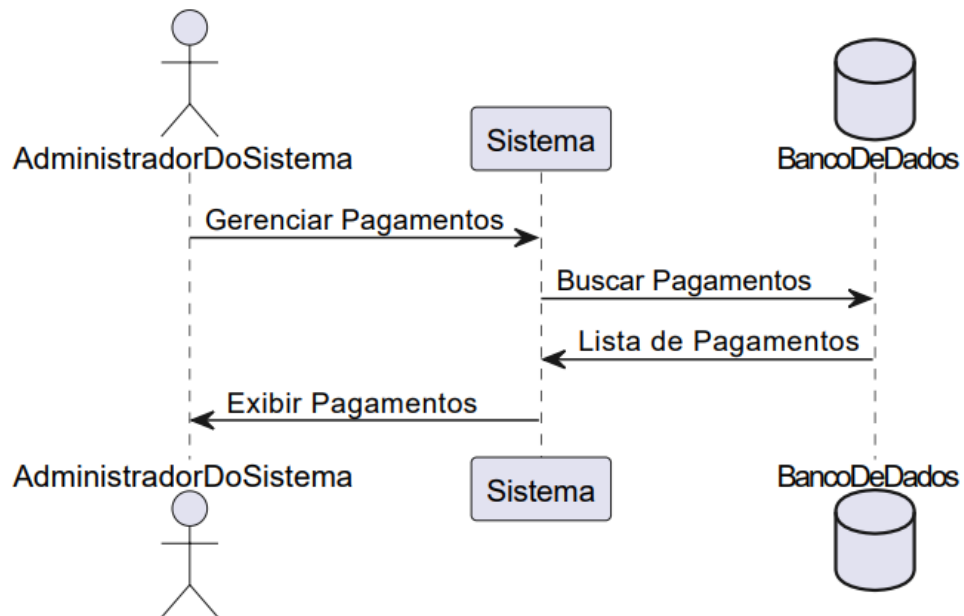 AdministradorDoSistema
Sistema
BancoDeDados
Gerenciar Pagamentos
Buscar Pagamentos
Lista de Pagamentos
Exibir Pagamentos
AdministradorDoSistema
Sistema
BancoDeDados